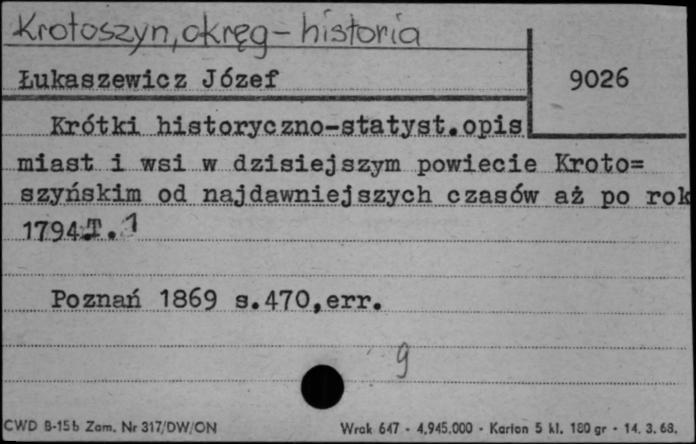 Krotoszyn, okręg - historia
Łukaszewicz Józef
9026
Krótki historyczno-statyst.opis
miast i wsi w dzisiejszym powiecie Kroto=
szyńskim od najdawniejszych czasów aż po rok
1794.T.1
Poznań 1869 s.470,err.
9
CWD B-15b Zam. Nr 317/DW/ON
Wrak 647 - 4,945.000 - Karton 5 kl. 180 gr - 14. 3. 68.